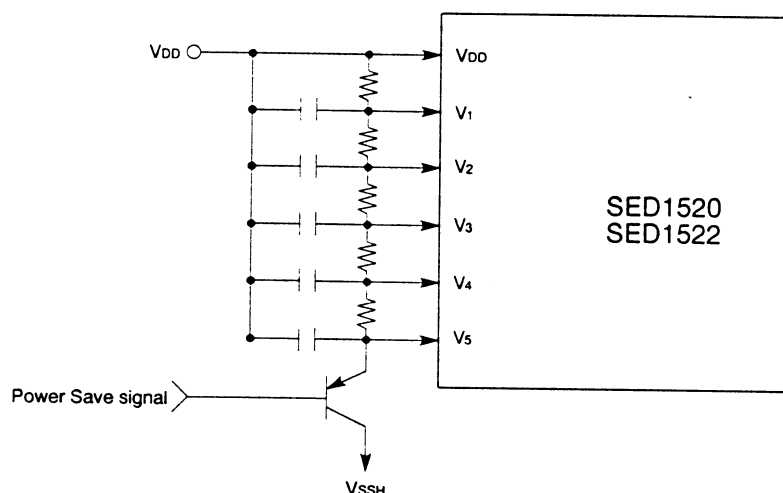 VDD
VDD
V1
V2
V3
V4
V5
SED1520
SED1522
Power Save signal
VSSH